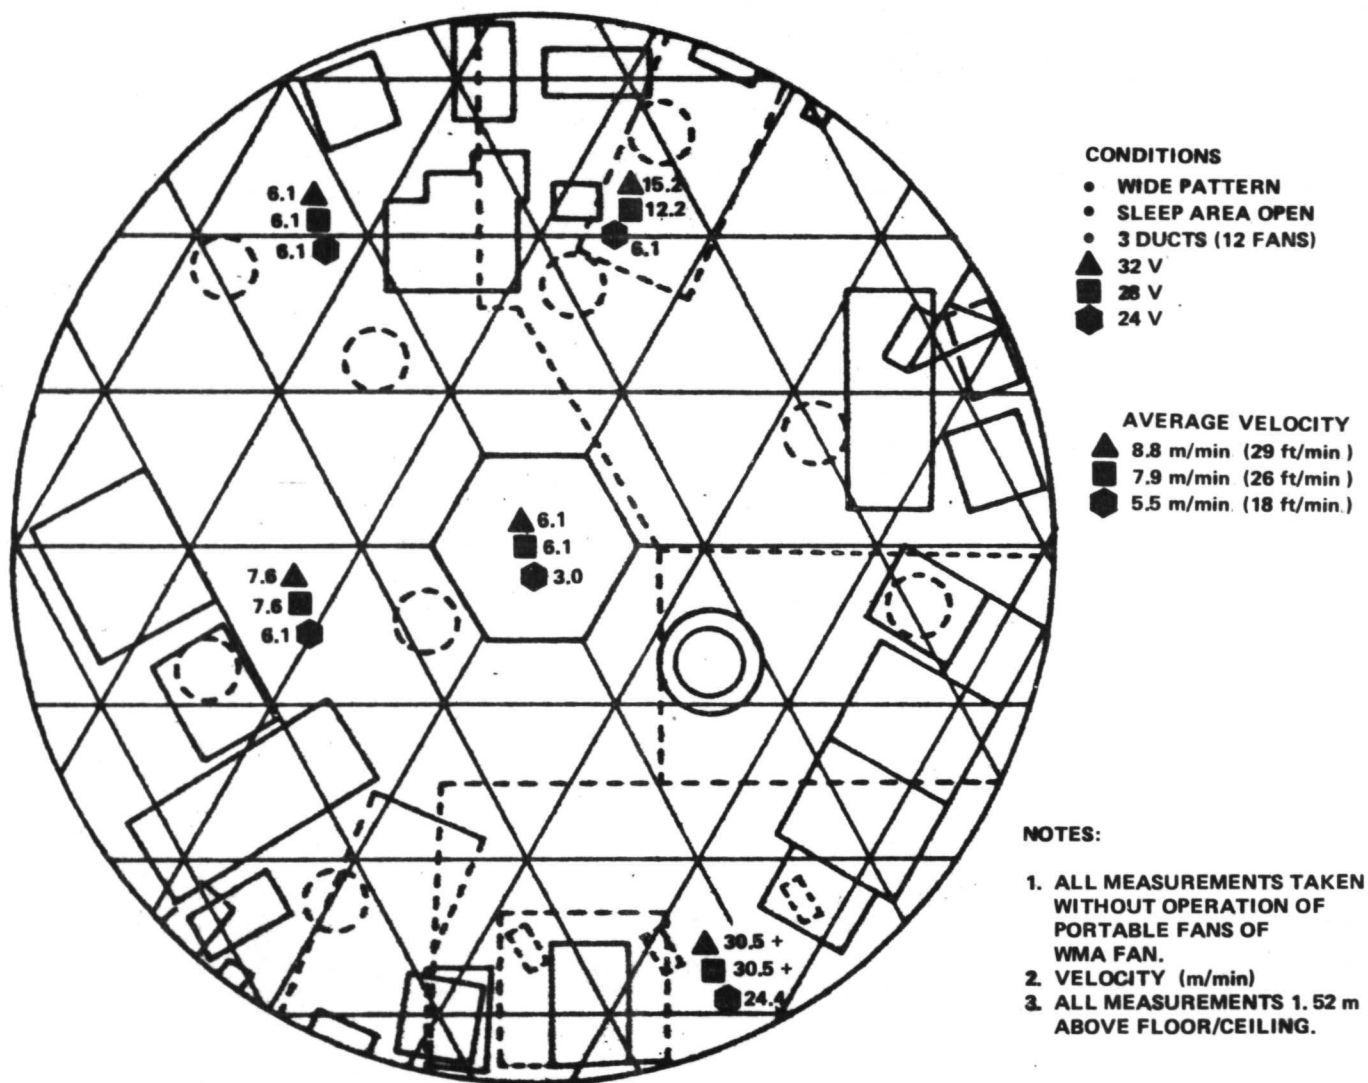 6.1
6.1
6.1
15.2
12.2
6.1
6.1
6.1
3.0
7.6
7.6
6.1
30.5 +
30.5 +
24.4
CONDITIONS
• WIDE PATTERN
• SLEEP AREA OPEN
• 3 DUCTS (12 FANS)
32 V
28 V
24 V
AVERAGE VELOCITY
8.8 m/min (29 ft/min )
7.9 m/min (26 ft/min )
5.5 m/min. (18 ft/min.)
NOTES:
1. ALL MEASUREMENTS TAKEN
WITHOUT OPERATION OF
PORTABLE FANS OF
WMA FAN.
2. VELOCITY (m/min)
3. ALL MEASUREMENTS 1.52 m
ABOVE FLOOR/CEILING.